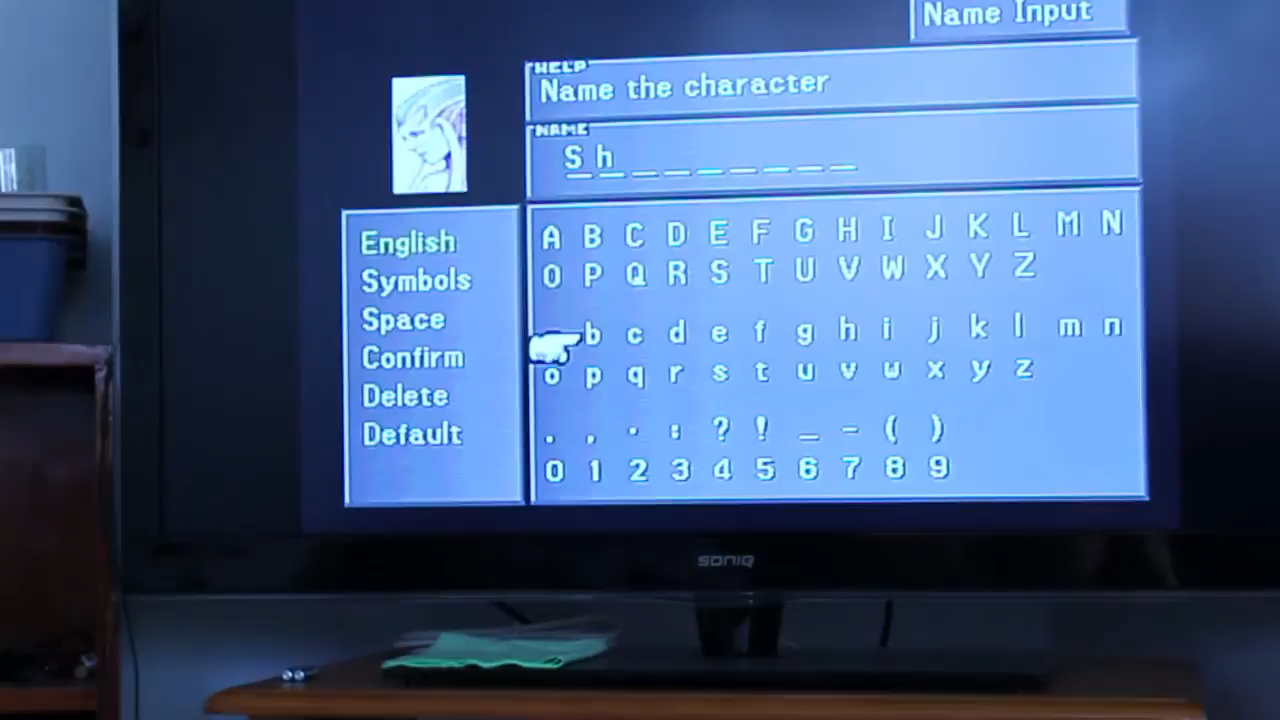 Name Input
HELP
Name the character
NAME
S h _ _ _ _ _ _ _
English
Symbols
Space
Confirm
Delete
Default
A B C D E F G H I J K L M N
O P Q R S T U V W X Y Z
b c d e f g h i j k l m n
o p q r s t u v w x y z
. , · : ? ! _ - ( )
0 1 2 3 4 5 6 7 8 9
SONIQ